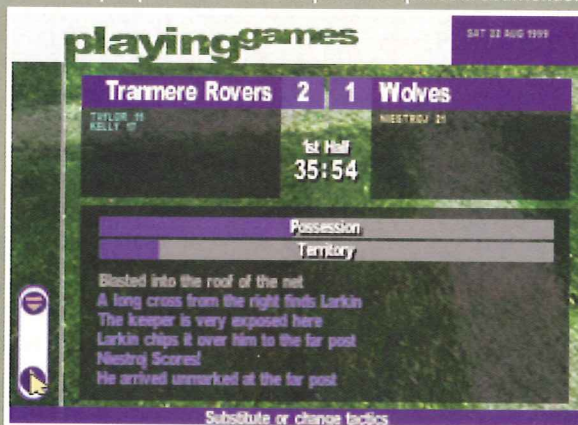 playinggames
SAT 22 AUG 1999
Tranmere Rovers 2 1 Wolves
TAYLOR 11
KELLY 17
NIESTROJ 21
1st Half
35:54
Possession
Territory
Blasted into the roof of the net
A long cross from the right finds Larkin
The keeper is very exposed here
Larkin chips it over him to the far post
Niestroj Scores!
He arrived unmarked at the far post
Substitute or change tactics